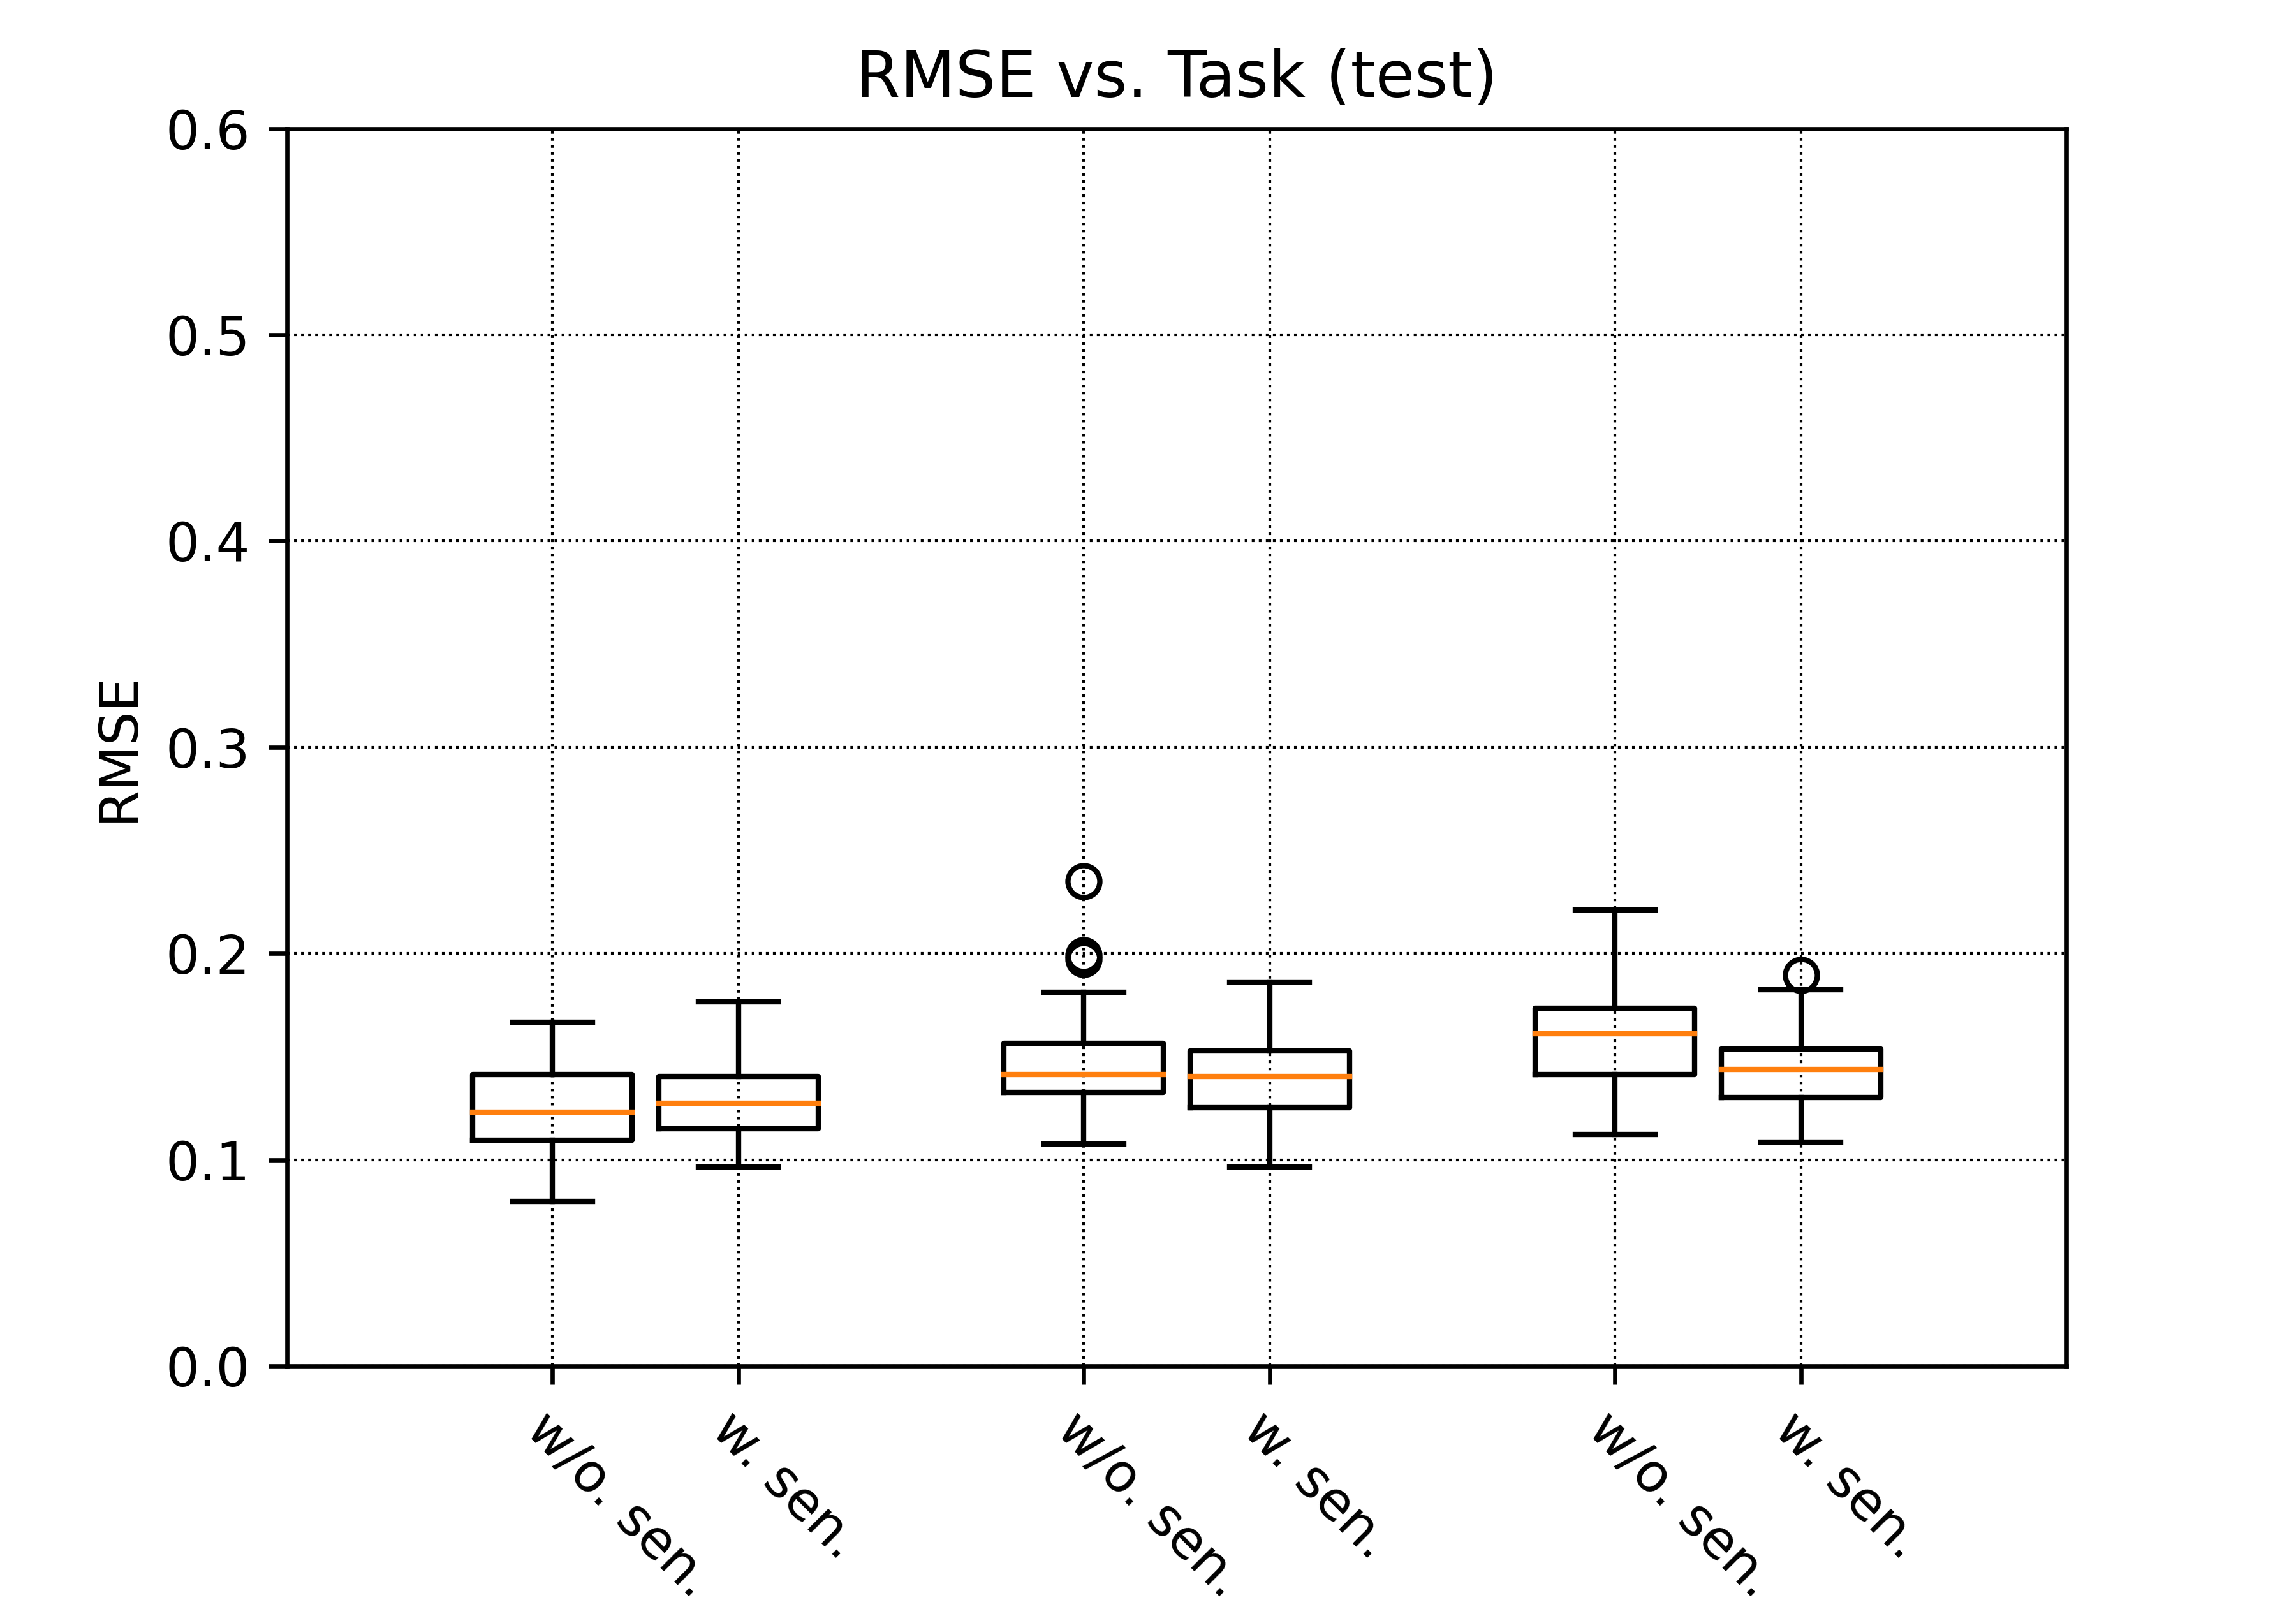 RMSE vs. Task (test)
0.6
0.5
0.4
0.3
0.2
0.1
0.0
RMSE
w/o. sen.
w. sen.
w/o. sen.
w. sen.
w/o. sen.
w. sen.